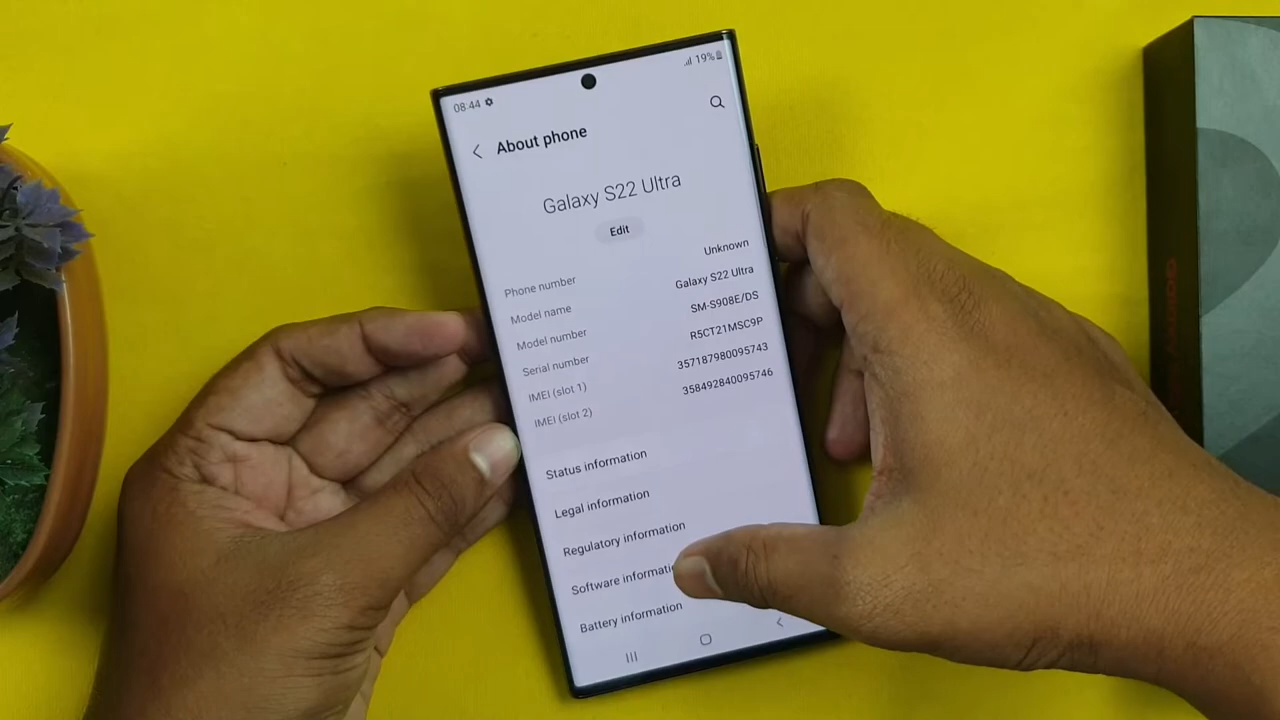 08:44
19%
About phone
Galaxy S22 Ultra
Edit
Phone number Unknown
Model name Galaxy S22 Ultra
Model number SM-S908E/DS
Serial number R5CT21MSC9P
IMEI (slot 1) 357187980095743
IMEI (slot 2) 358492840095746
Status information
Legal information
Regulatory information
Software informatio
Battery information